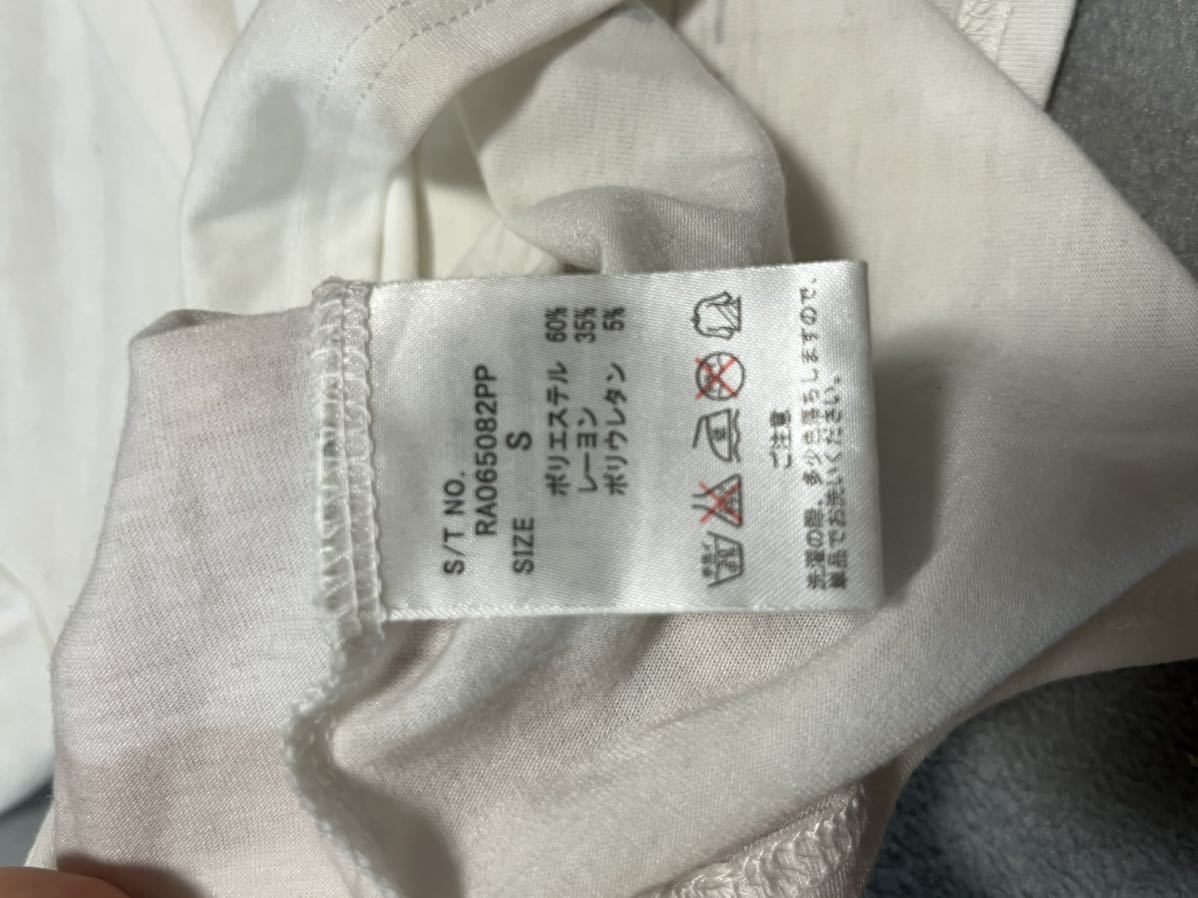 S/T NO.
RA065082PP
SIZE S
ポリエステル 60%
レーヨン 35%
ポリウレタン 5%
ご注意
洗濯の際、多少色落ちしますので、
単品でお洗いください。